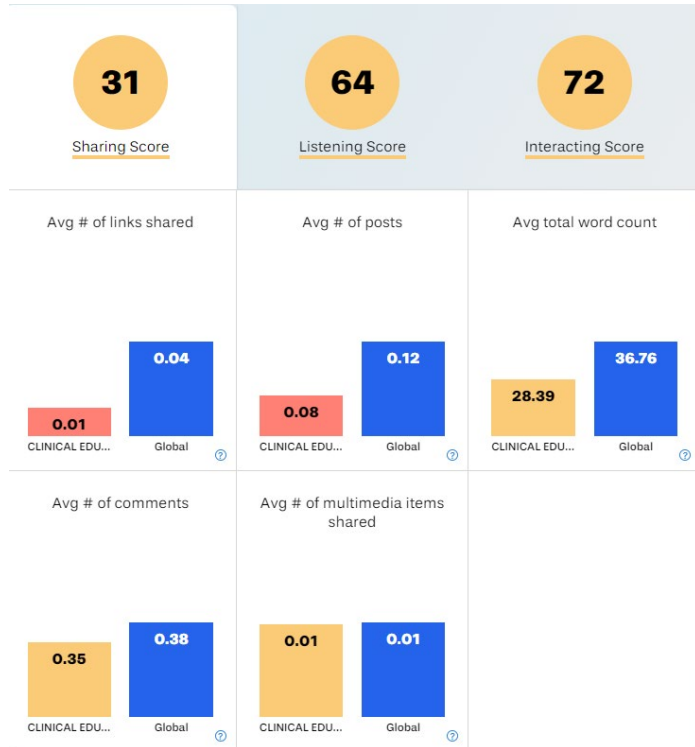 31
64
72
Sharing Score
Listening Score
Interacting Score
Avg # of links shared
0.01
0.04
CLINICAL EDU...
Global
?
Avg # of posts
0.08
0.12
CLINICAL EDU...
Global
?
Avg total word count
28.39
36.76
CLINICAL EDU...
Global
?
Avg # of comments
0.35
0.38
CLINICAL EDU...
Global
?
Avg # of multimedia items
shared
0.01
0.01
CLINICAL EDU...
Global
?